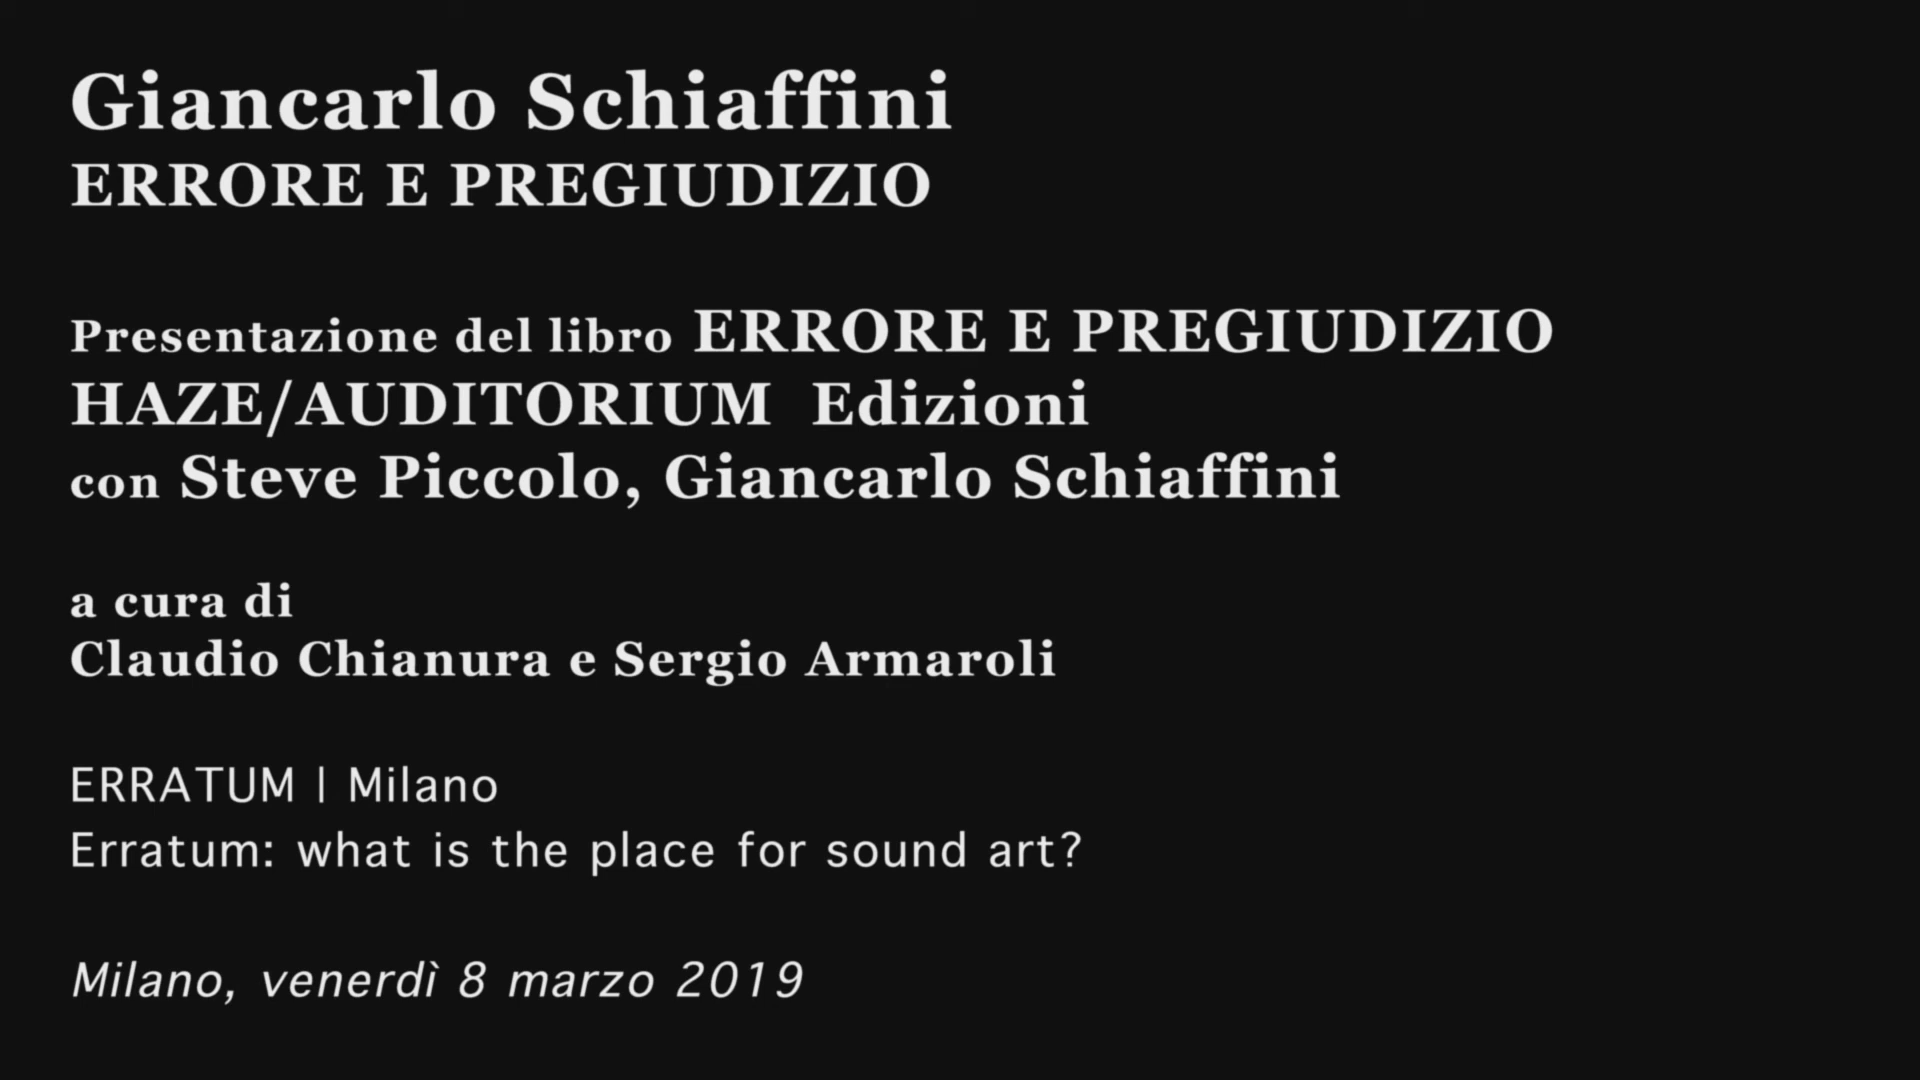 Giancarlo Schiaffini
ERRORE E PREGIUDIZIO
Presentazione del libro ERRORE E PREGIUDIZIO
HAZE/AUDITORIUM Edizioni
con Steve Piccolo, Giancarlo Schiaffini
a cura di
Claudio Chianura e Sergio Armaroli
ERRATUM | Milano
Erratum: what is the place for sound art?
Milano, venerdì 8 marzo 2019